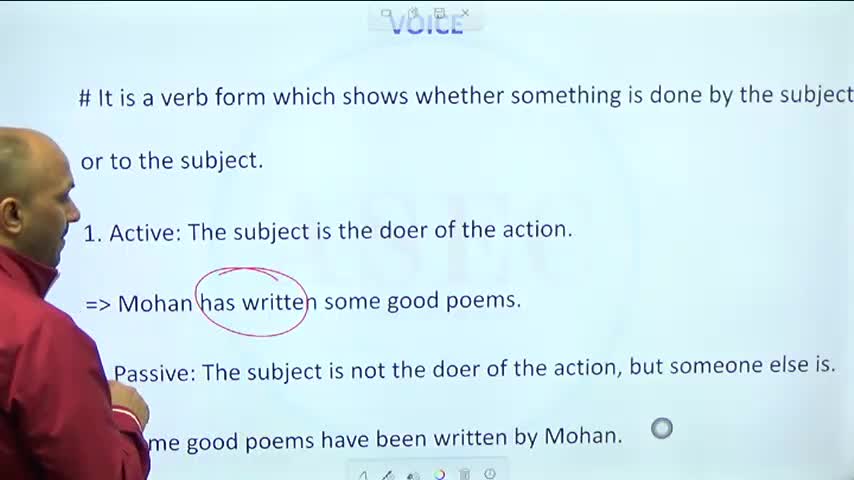 VOICE
# It is a verb form which shows whether something is done by the subject
or to the subject.
1. Active: The subject is the doer of the action.
=> Mohan has written some good poems.
Passive: The subject is not the doer of the action, but someone else is.
me good poems have been written by Mohan.